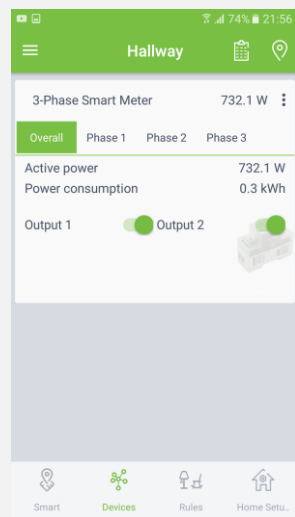 74% 21:56
Hallway
3-Phase Smart Meter 732.1 W
Overall Phase 1 Phase 2 Phase 3
Active power 732.1 W
Power consumption 0.3 kWh
Output 1 Output 2
Smart Devices Rules Home Setu..